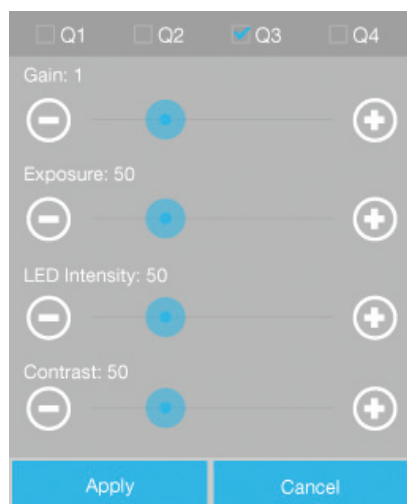 Q1 Q2 Q3 Q4
Gain: 1
Exposure: 50
LED Intensity: 50
Contrast: 50
Apply Cancel